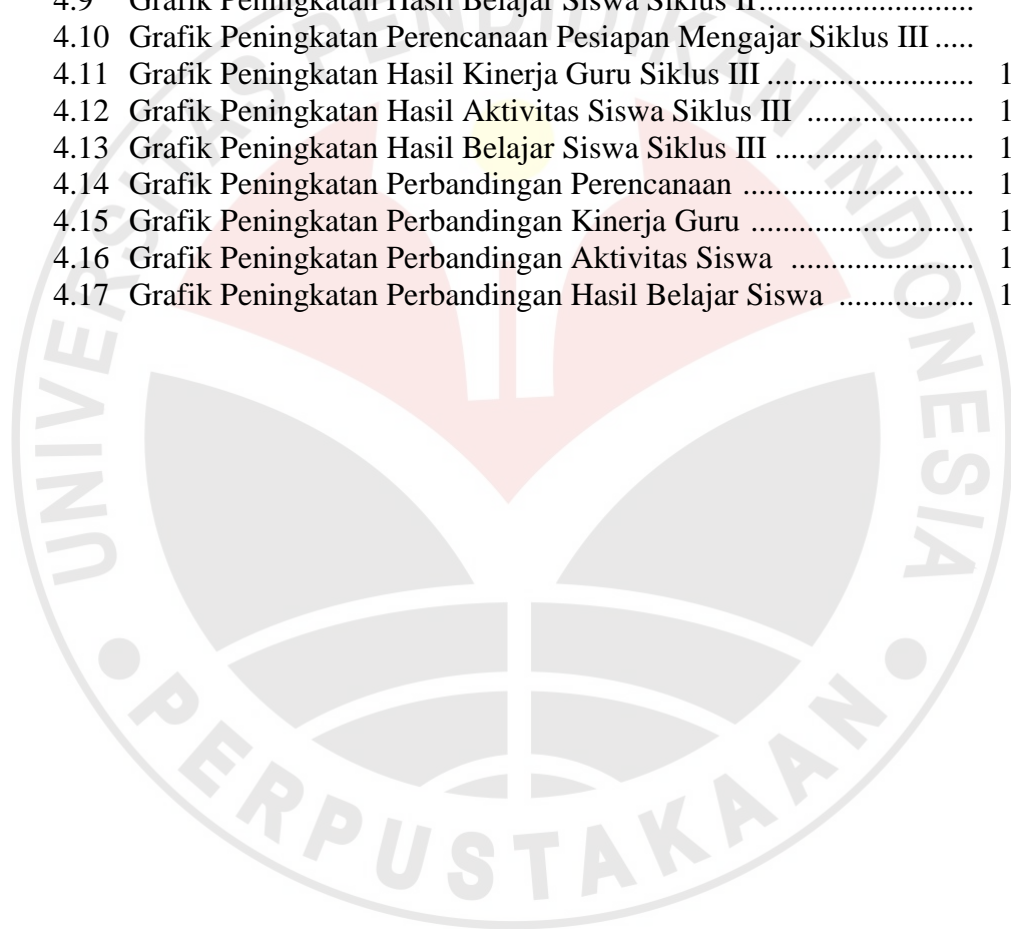 4.9 Grafik Peningkatan Hasil Belajar Siswa Siklus II..............................
4.10 Grafik Peningkatan Perencanaan Pesiapan Mengajar Siklus III .....
4.11 Grafik Peningkatan Hasil Kinerja Guru Siklus III ......................... 1
4.12 Grafik Peningkatan Hasil Aktivitas Siswa Siklus III .................... 1
4.13 Grafik Peningkatan Hasil Belajar Siswa Siklus III ........................ 1
4.14 Grafik Peningkatan Perbandingan Perencanaan ............................ 1
4.15 Grafik Peningkatan Perbandingan Kinerja Guru ........................... 1
4.16 Grafik Peningkatan Perbandingan Aktivitas Siswa ...................... 1
4.17 Grafik Peningkatan Perbandingan Hasil Belajar Siswa ................ 1
UNIVERSITAS PENDIDIKAN INDONESIA
PERPUSTAKAAN